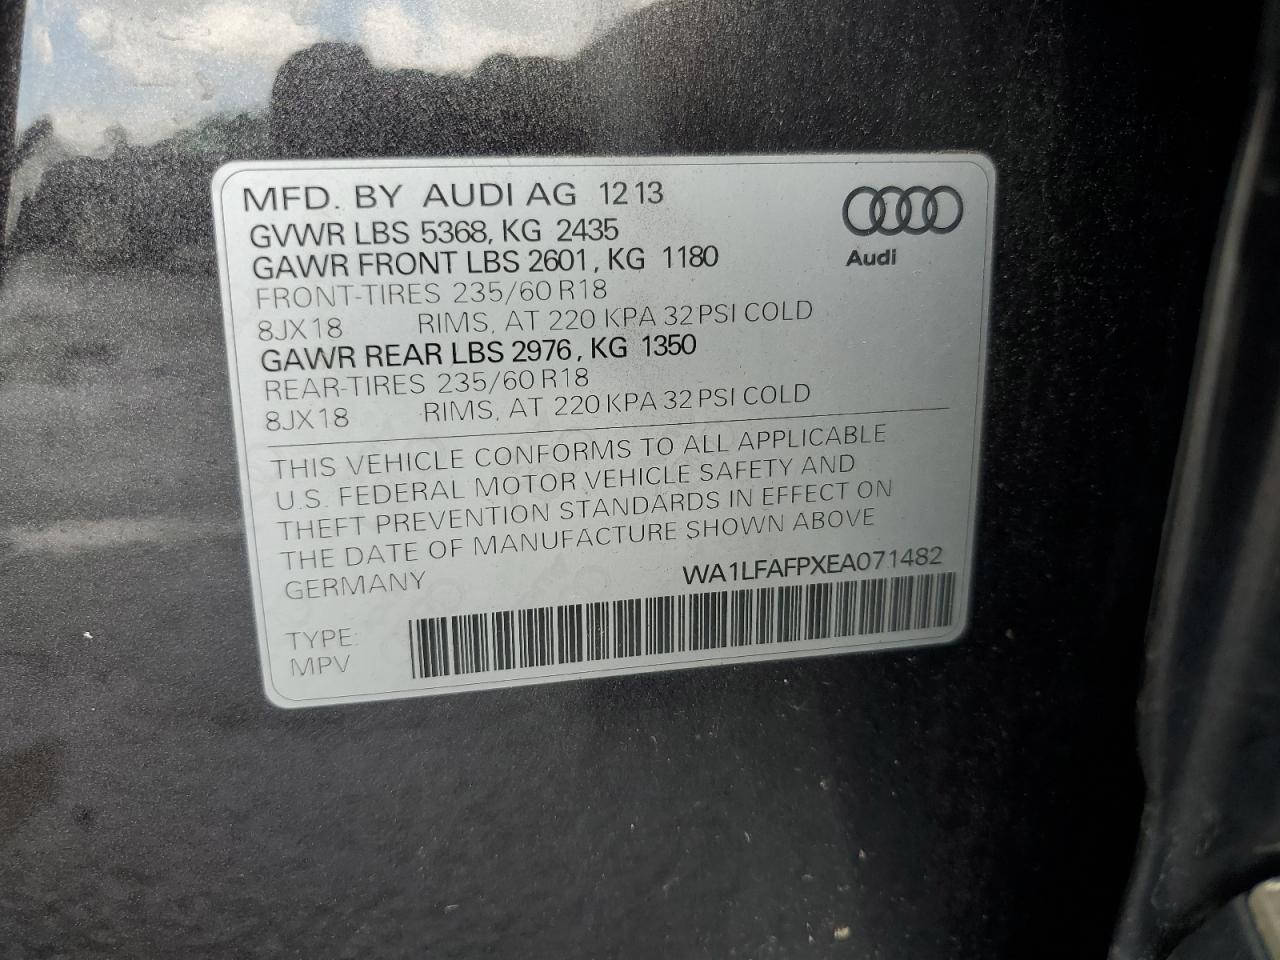 MFD. BY AUDI AG 12 13
GVWR LBS 5368, KG 2435
GAWR FRONT LBS 2601, KG 1180
FRONT-TIRES 235/60 R18
8JX18 RIMS, AT 220 KPA 32 PSI COLD
GAWR REAR LBS 2976, KG 1350
REAR-TIRES 235/60 R18
8JX18 RIMS, AT 220 KPA 32 PSI COLD
Audi
THIS VEHICLE CONFORMS TO ALL APPLICABLE
U.S. FEDERAL MOTOR VEHICLE SAFETY AND
THEFT PREVENTION STANDARDS IN EFFECT ON
THE DATE OF MANUFACTURE SHOWN ABOVE
GERMANY WA1LFAFPXEA071482
TYPE:
MPV